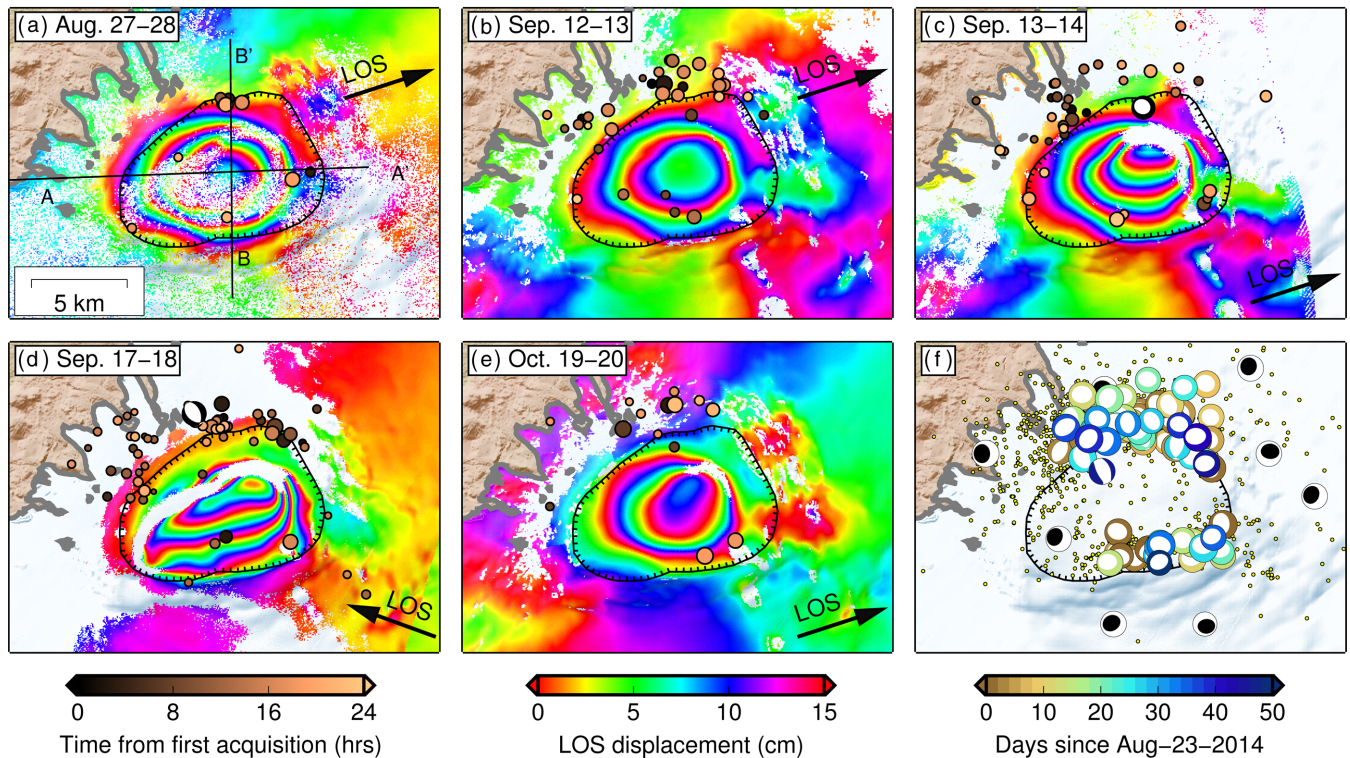 (a) Aug. 27–28
B'
LOS
A
A'
B
5 km
(b) Sep. 12–13
LOS
(c) Sep. 13–14
LOS
(d) Sep. 17–18
LOS
(e) Oct. 19–20
LOS
(f)
0 8 16 24
Time from first acquisition (hrs)
0 5 10 15
LOS displacement (cm)
0 10 20 30 40 50
Days since Aug–23–2014